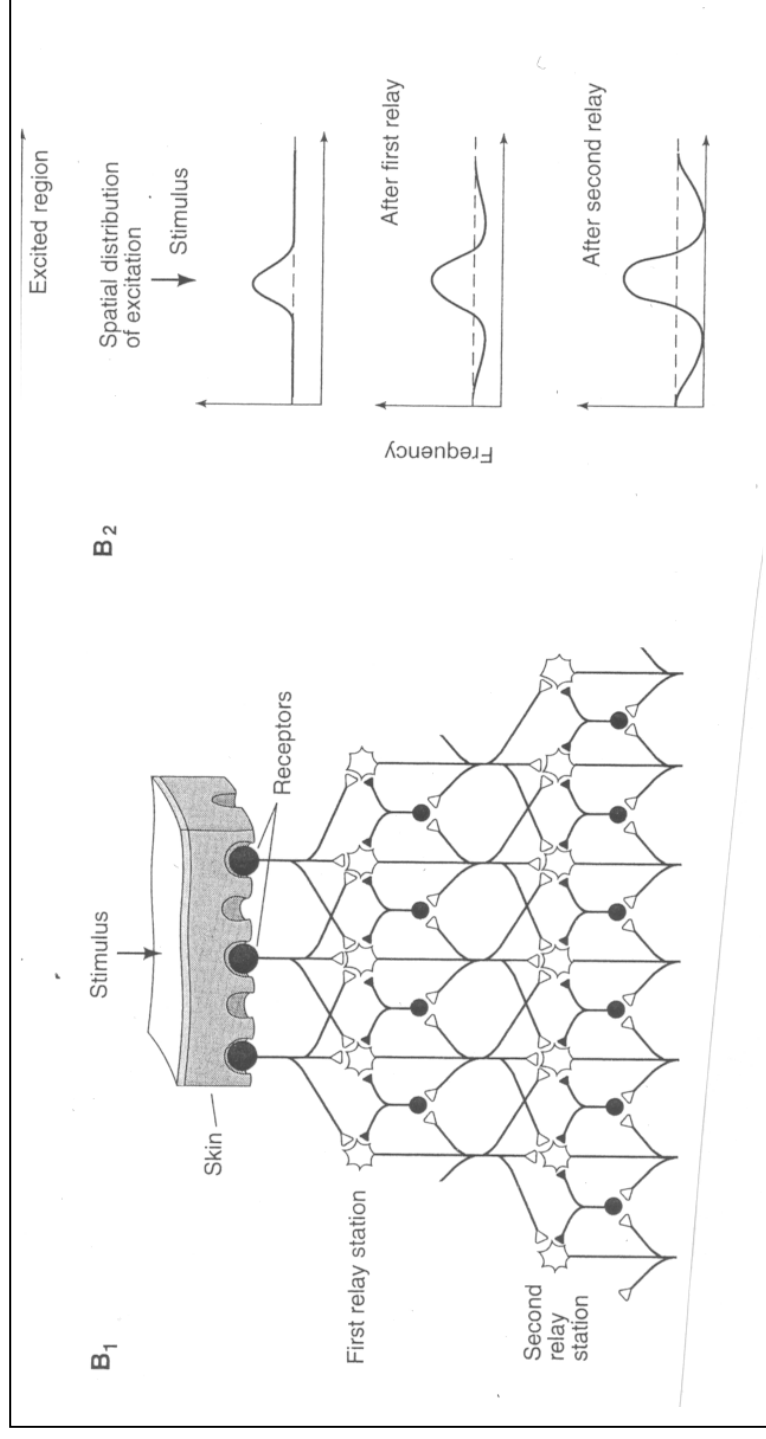 B1
Stimulus
Skin
Receptors
First relay station
Second
relay
station
B2
Excited region
Spatial distribution
of excitation
Stimulus
Frequency
After first relay
After second relay